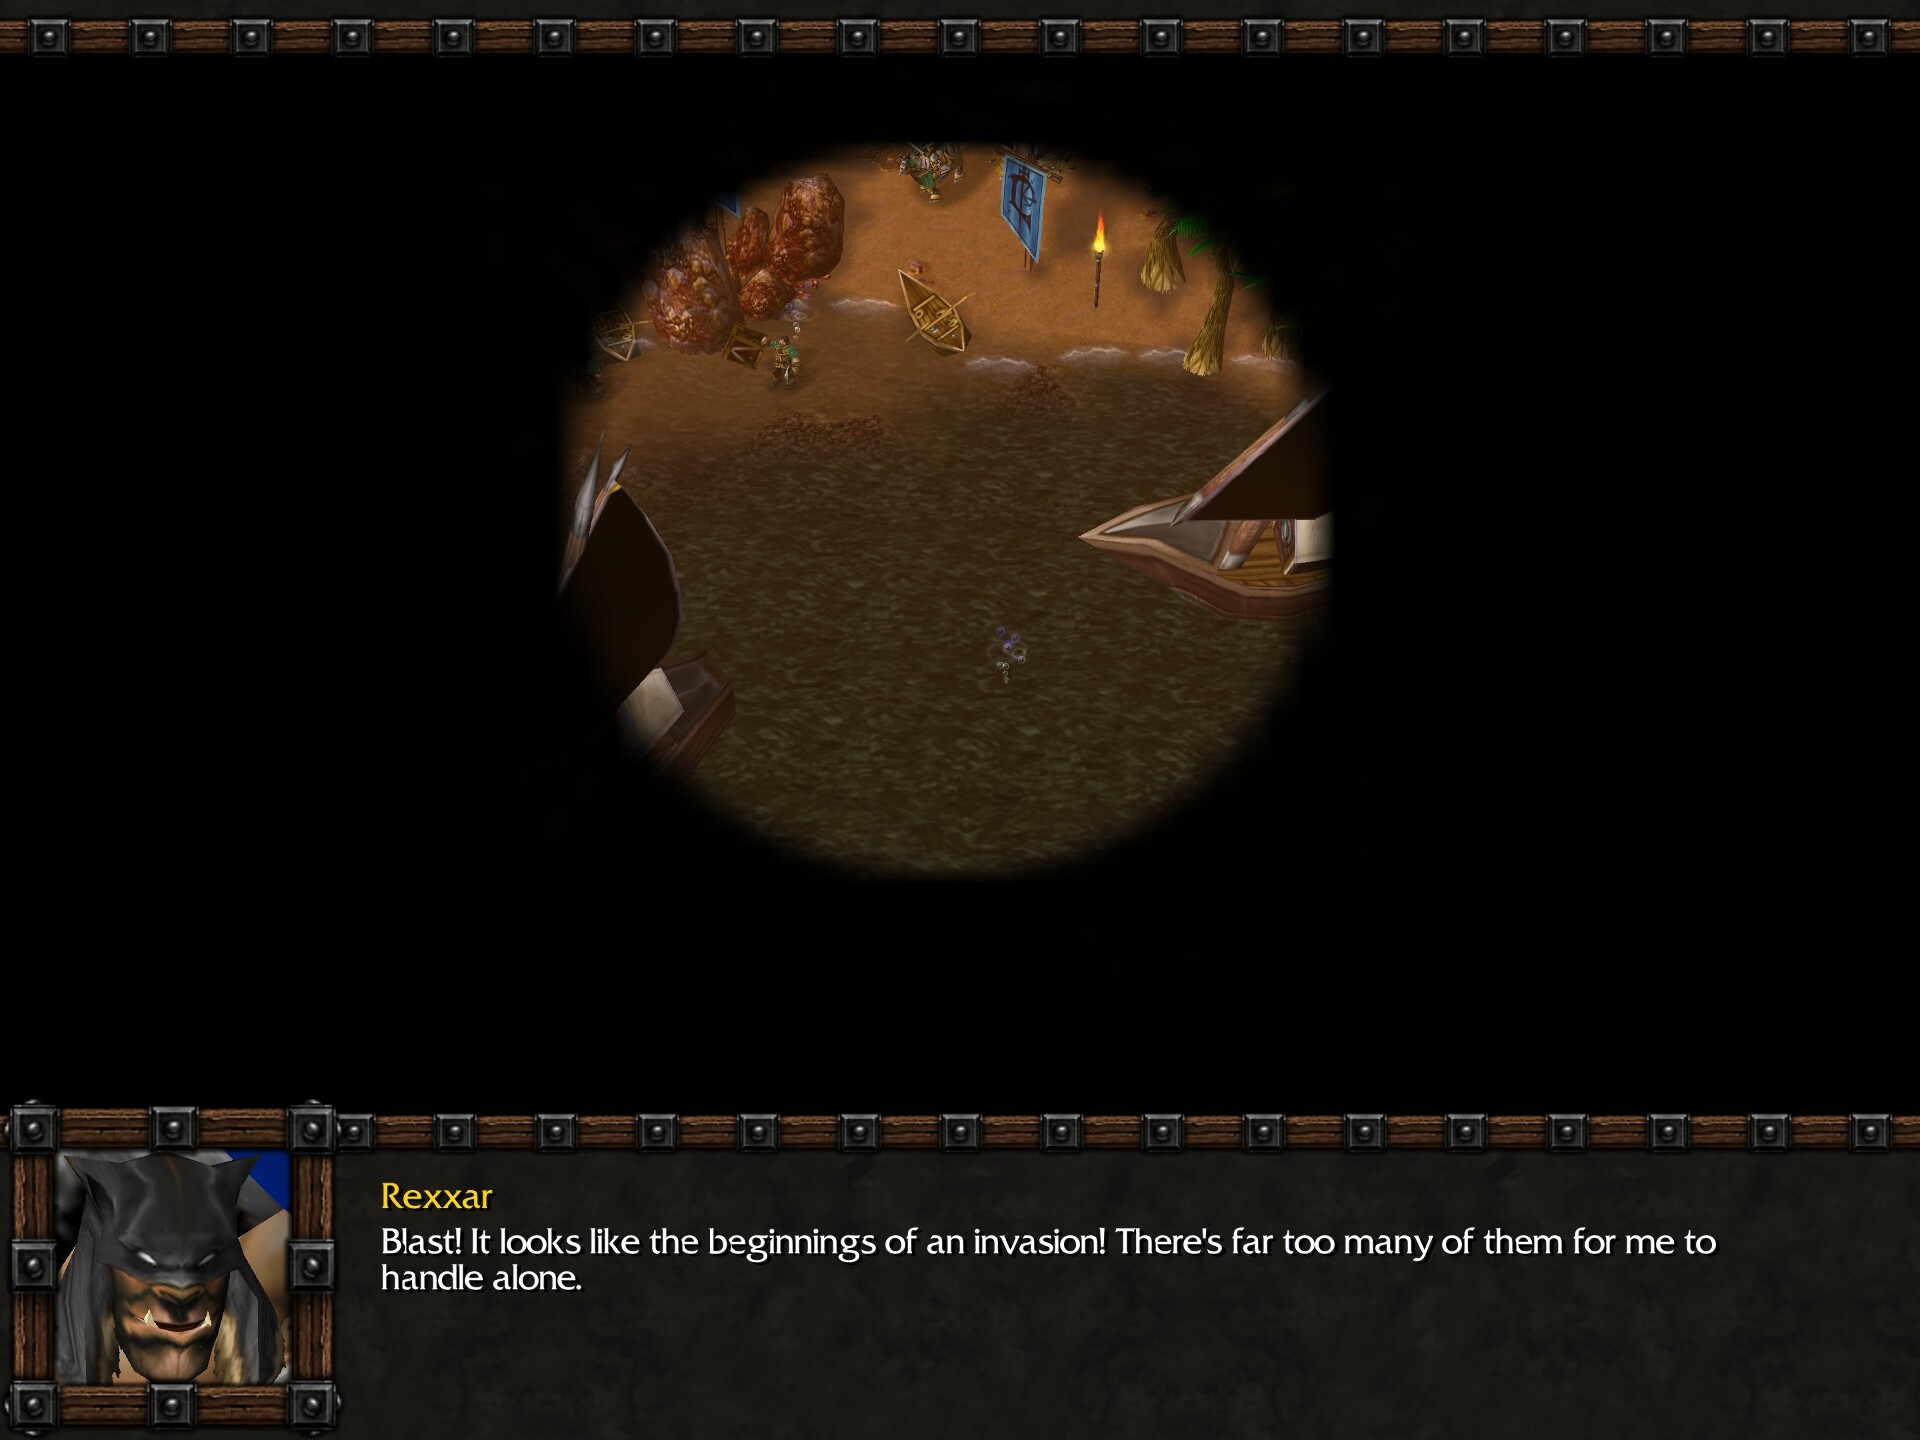 Rexxar
Blast! It looks like the beginnings of an invasion! There's far too many of them for me to
handle alone.